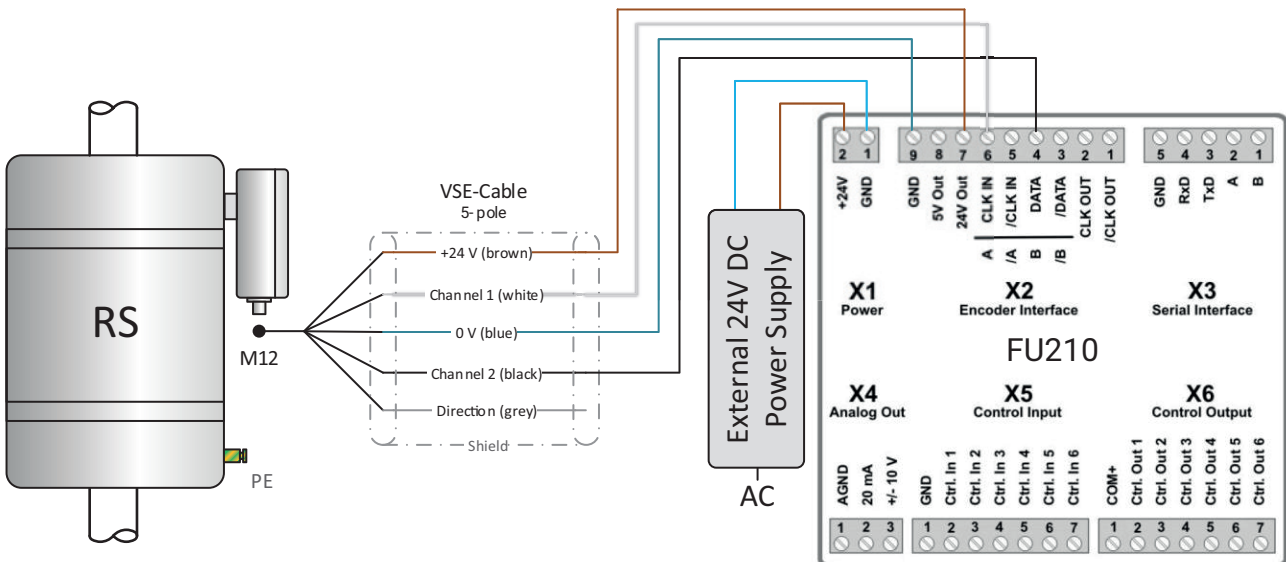 RS
M12
PE
VSE-Cable
5-pole
+24 V (brown)
Channel 1 (white)
0 V (blue)
Channel 2 (black)
Direction (grey)
Shield
External 24V DC
Power Supply
AC
2 1
+24V
GND
X1
Power
9 8 7 6 5 4 3 2 1
GND
5V Out
24V Out
CLK IN
/CLK IN
DATA
/DATA
CLK OUT
/CLK OUT
A
/A
B
/B
X2
Encoder Interface
5 4 3 2 1
GND
RxD
TxD
A
B
X3
Serial Interface
FU210
X4
Analog Out
AGND
20 mA
+/- 10 V
1 2 3
X5
Control Input
GND
Ctrl. In 1
Ctrl. In 2
Ctrl. In 3
Ctrl. In 4
Ctrl. In 5
Ctrl. In 6
1 2 3 4 5 6 7
X6
Control Output
COM+
Ctrl. Out 1
Ctrl. Out 2
Ctrl. Out 3
Ctrl. Out 4
Ctrl. Out 5
Ctrl. Out 6
1 2 3 4 5 6 7